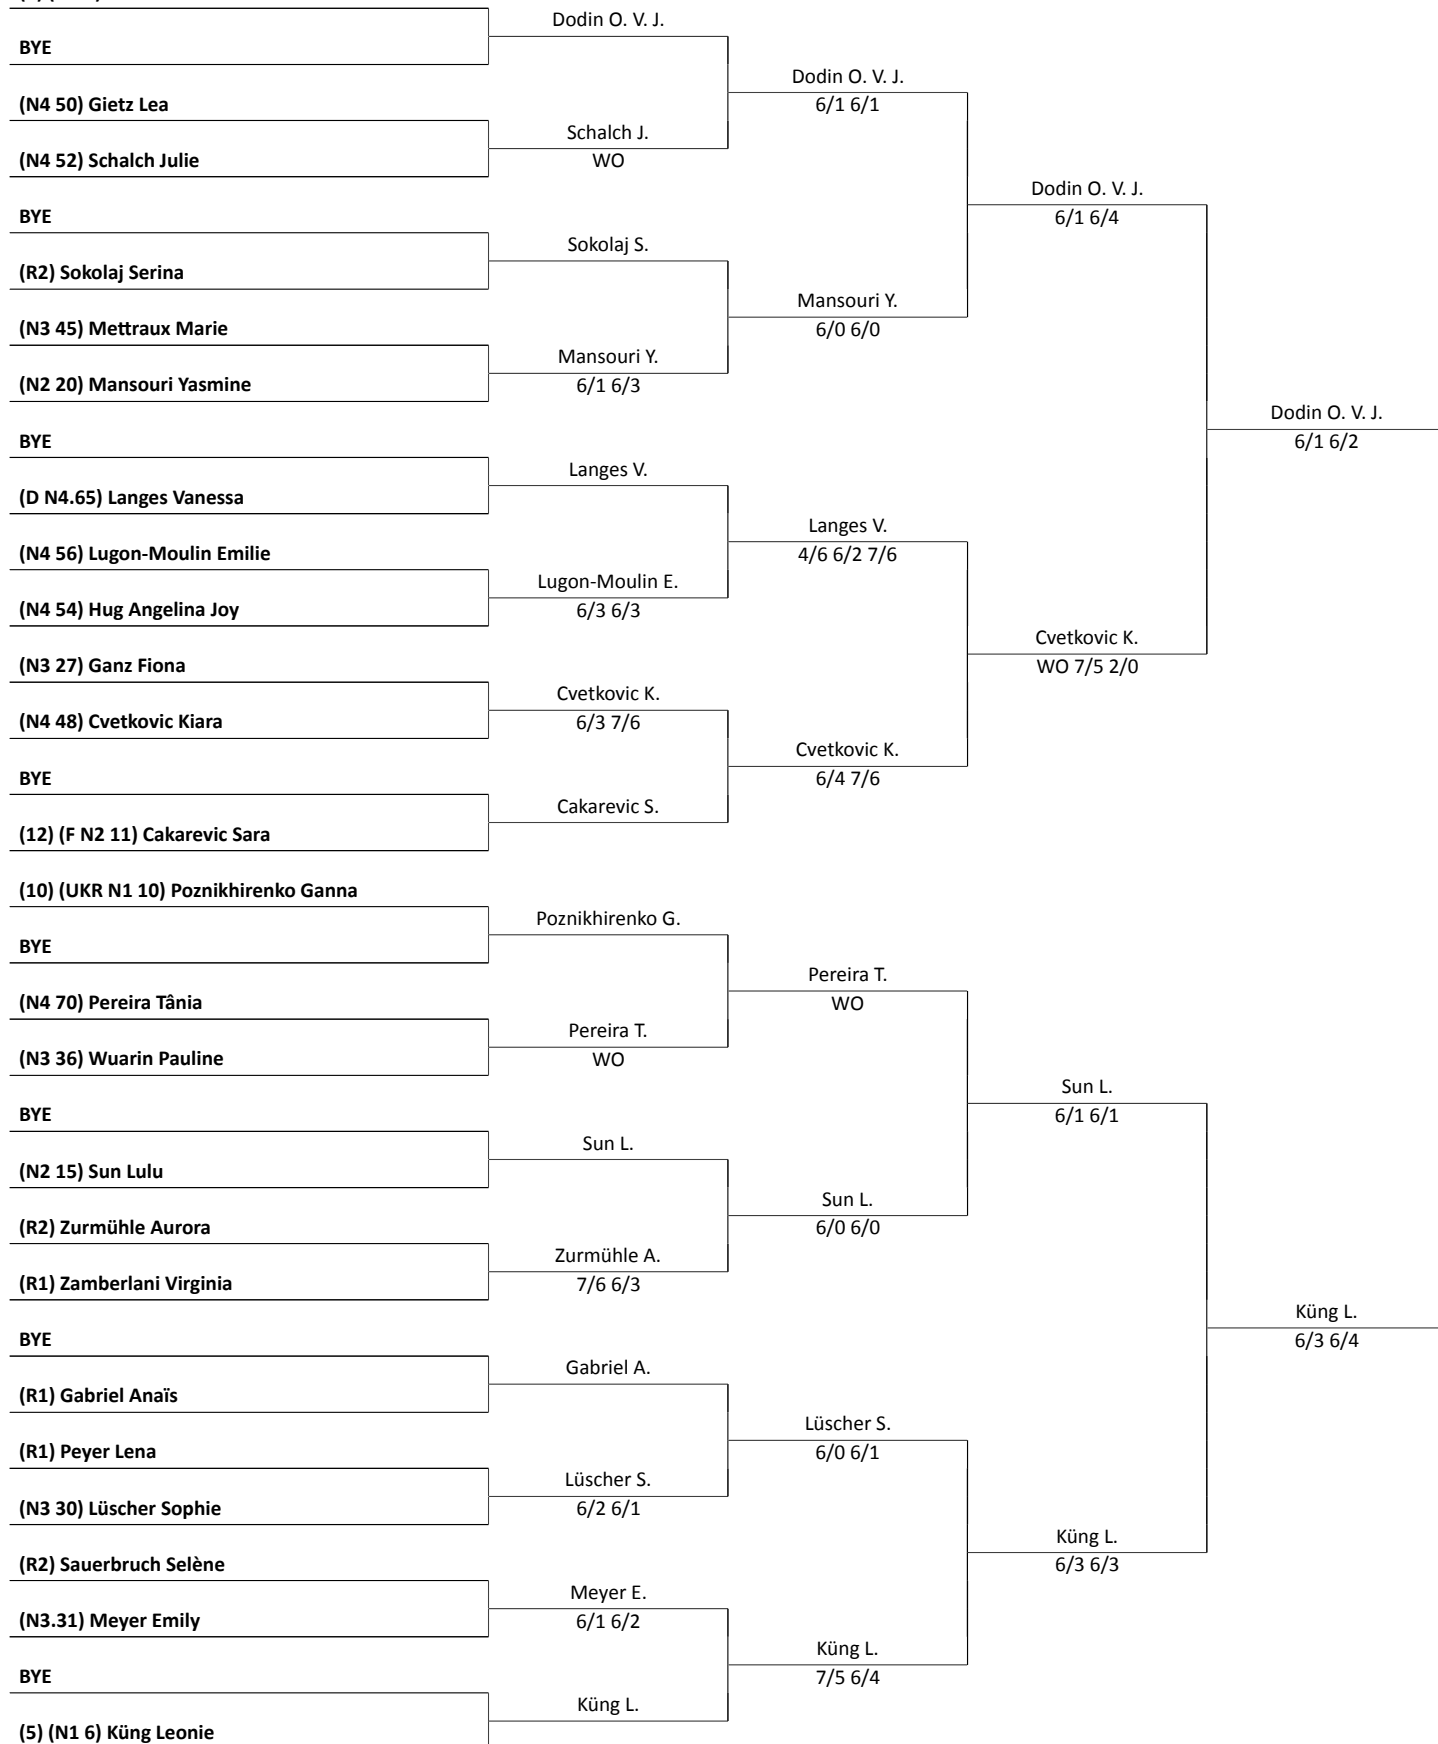 BYE
(N4 50) Gietz Lea
(N4 52) Schalch Julie
BYE
(R2) Sokolaj Serina
(N3 45) Mettraux Marie
(N2 20) Mansouri Yasmine
BYE
(D N4.65) Langes Vanessa
(N4 56) Lugon-Moulin Emilie
(N4 54) Hug Angelina Joy
(N3 27) Ganz Fiona
(N4 48) Cvetkovic Kiara
BYE
(12) (F N2 11) Cakarevic Sara
(10) (UKR N1 10) Poznikhirenko Ganna
BYE
(N4 70) Pereira Tânia
(N3 36) Wuarin Pauline
BYE
(N2 15) Sun Lulu
(R2) Zurmühle Aurora
(R1) Zamberlani Virginia
BYE
(R1) Gabriel Anaïs
(R1) Peyer Lena
(N3 30) Lüscher Sophie
(R2) Sauerbruch Selène
(N3.31) Meyer Emily
BYE
(5) (N1 6) Küng Leonie
Dodin O. V. J.
Schalch J.
WO
Sokolaj S.
Mansouri Y.
6/1 6/3
Langes V.
Lugon-Moulin E.
6/3 6/3
Cvetkovic K.
6/3 7/6
Cakarevic S.
Poznikhirenko G.
Pereira T.
WO
Sun L.
Zurmühle A.
7/6 6/3
Gabriel A.
Lüscher S.
6/2 6/1
Meyer E.
6/1 6/2
Küng L.
Dodin O. V. J.
6/1 6/1
Mansouri Y.
6/0 6/0
Langes V.
4/6 6/2 7/6
Cvetkovic K.
6/4 7/6
Pereira T.
WO
Sun L.
6/0 6/0
Lüscher S.
6/0 6/1
Küng L.
7/5 6/4
Dodin O. V. J.
6/1 6/4
Cvetkovic K.
WO 7/5 2/0
Sun L.
6/1 6/1
Küng L.
6/3 6/3
Dodin O. V. J.
6/1 6/2
Küng L.
6/3 6/4